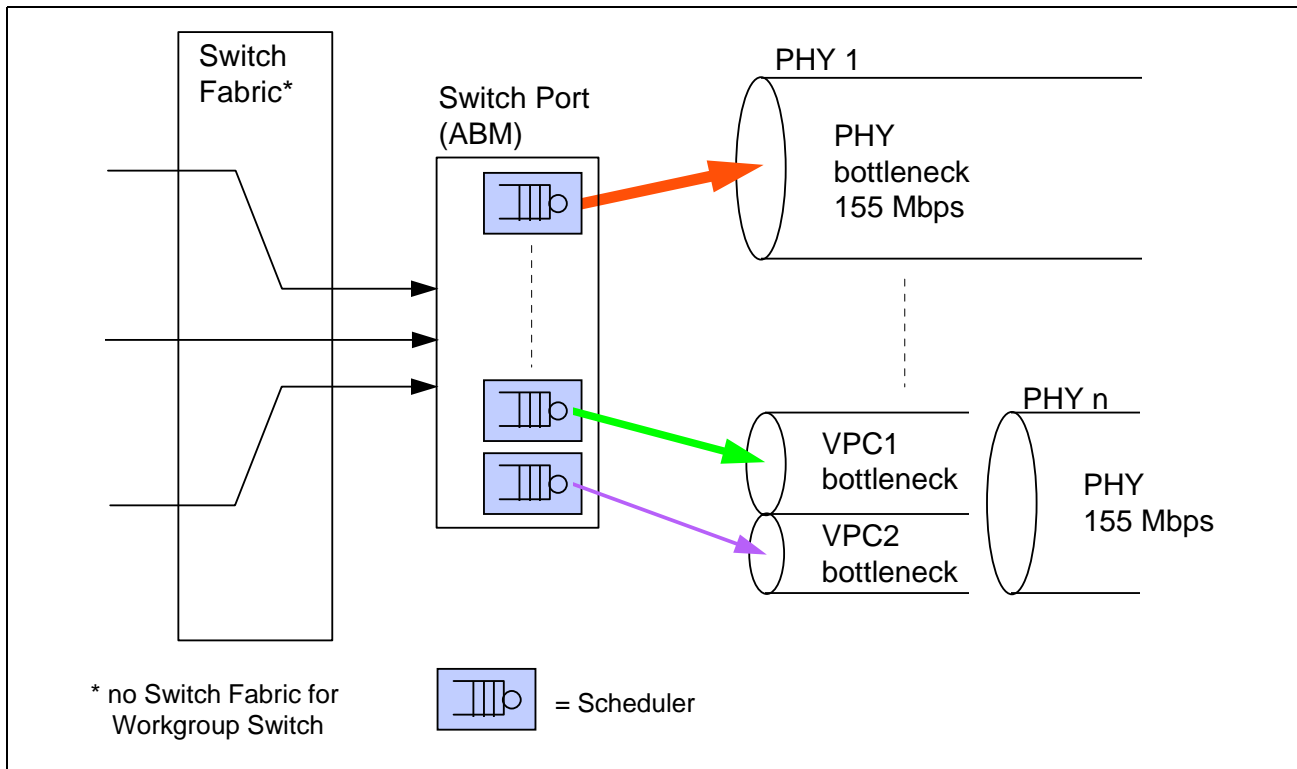 Switch
Fabric*
Switch Port
(ABM)
PHY 1
PHY
bottleneck
155 Mbps
PHY n
VPC1
bottleneck
PHY
155 Mbps
VPC2
bottleneck
* no Switch Fabric for
Workgroup Switch
= Scheduler